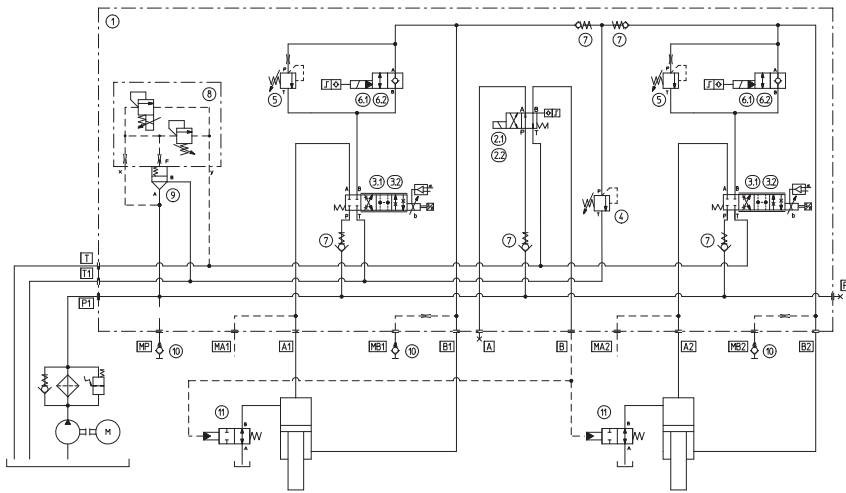 1
7 7
P T 5
A B 6.1 6.2
P T 5
A B 6.1 6.2
8
A B P T
2.1
2.2
x F y
B A 9
A B P T 3.1 3.2 b
P T 4
A B P T 3.1 3.2 b
7 7 7
T
T1
P1
P
MP 10 MA1 A1 MB1 10 B1 A B MA2 A2 MB2 10 B2
11 B A
11 B A
M